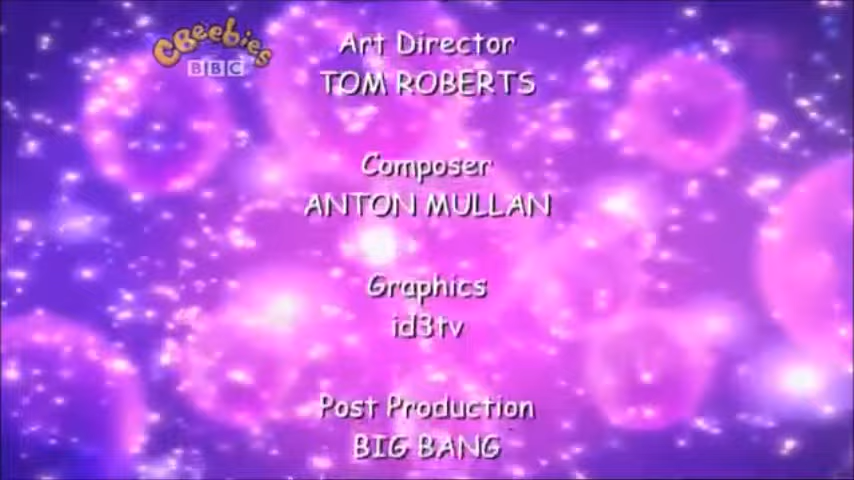 CBeebies
BBC
Art Director
TOM ROBERTS
Composer
ANTON MULLAN
Graphics
id3tv
Post Production
BIG BANG